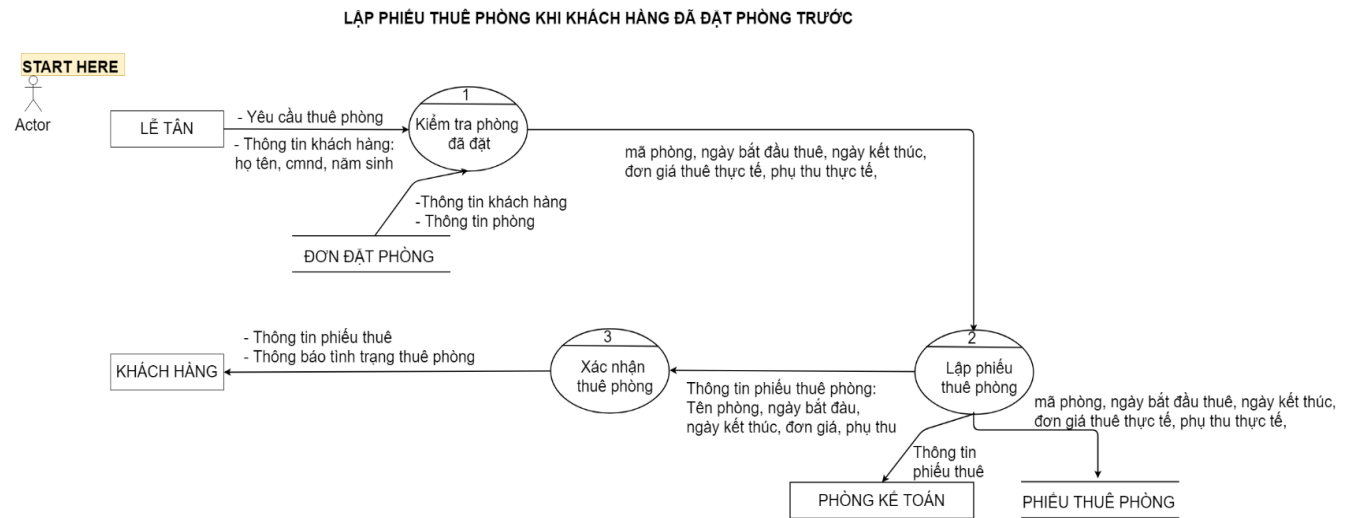 LẬP PHIẾU THUÊ PHÒNG KHI KHÁCH HÀNG ĐÃ ĐẶT PHÒNG TRƯỚC
START HERE
Actor
LỄ TÂN
- Yêu cầu thuê phòng
- Thông tin khách hàng:
họ tên, cmnd, năm sinh
1
Kiểm tra phòng
đã đặt
mã phòng, ngày bắt đầu thuê, ngày kết thúc,
đơn giá thuê thực tế, phụ thu thực tế,
-Thông tin khách hàng
- Thông tin phòng
ĐƠN ĐẶT PHÒNG
KHÁCH HÀNG
- Thông tin phiếu thuê
- Thông báo tình trạng thuê phòng
3
Xác nhận
thuê phòng
Thông tin phiếu thuê phòng:
Tên phòng, ngày bắt đàu,
ngày kết thúc, đơn giá, phụ thu
2
Lập phiếu
thuê phòng
mã phòng, ngày bắt đầu thuê, ngày kết thúc,
đơn giá thuê thực tế, phụ thu thực tế,
Thông tin
phiếu thuê
PHÒNG KẾ TOÁN
PHIẾU THUÊ PHÒNG